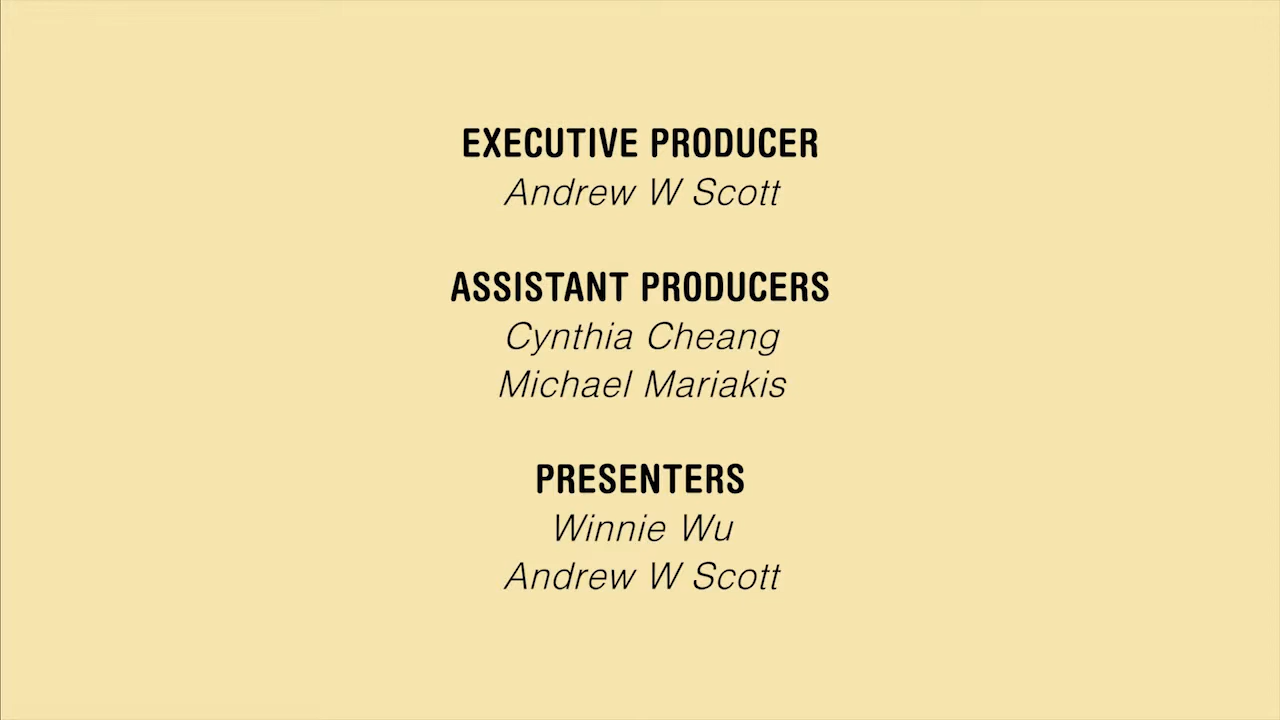 EXECUTIVE PRODUCER
Andrew W Scott
ASSISTANT PRODUCERS
Cynthia Cheang
Michael Mariakis
PRESENTERS
Winnie Wu
Andrew W Scott